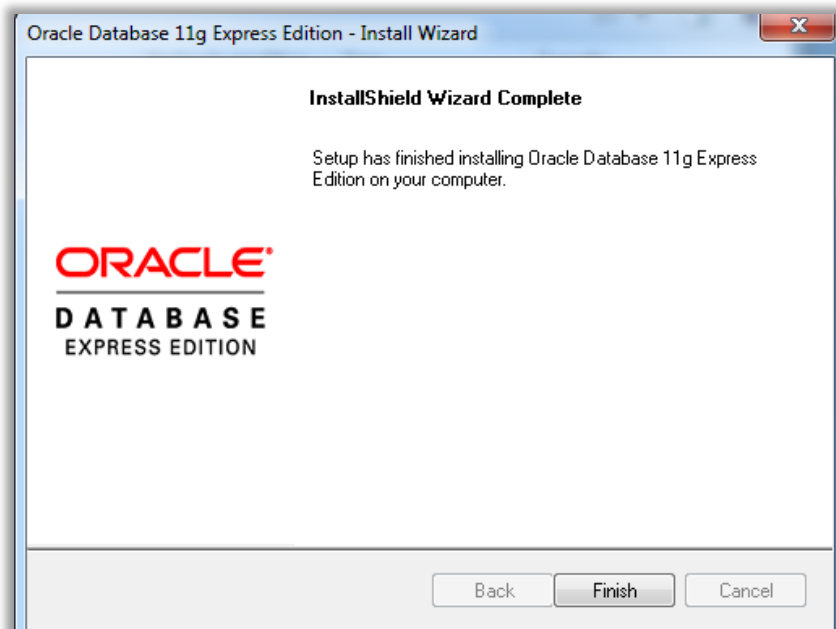 Oracle Database 11g Express Edition - Install Wizard
InstallShield Wizard Complete
Setup has finished installing Oracle Database 11g Express
Edition on your computer.
ORACLE®
DATABASE
EXPRESS EDITION
Back
Finish
Cancel